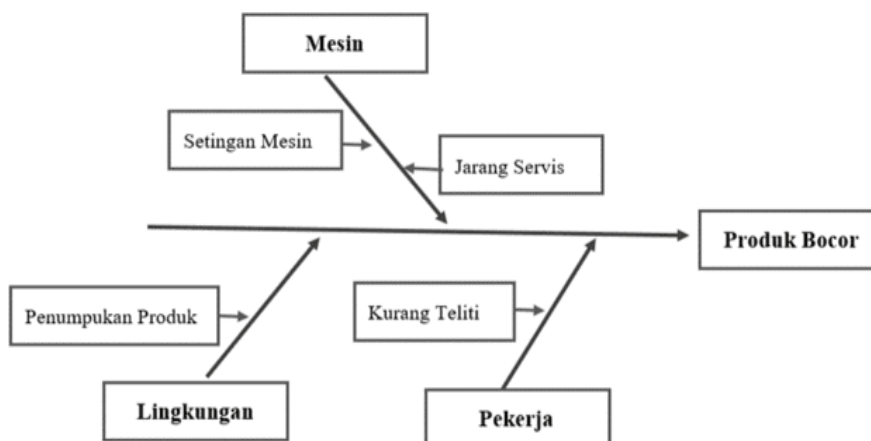 Mesin
Setingan Mesin
Jarang Servis
Produk Bocor
Penumpukan Produk
Kurang Teliti
Lingkungan
Pekerja